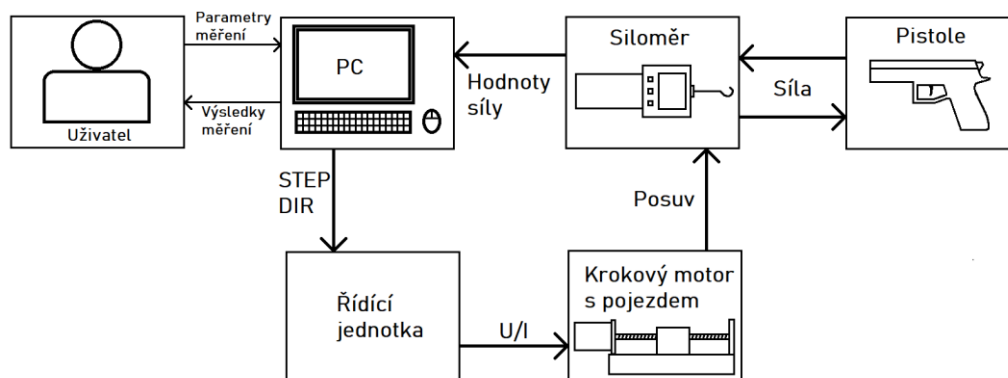 Parametry
měření
Výsledky
měření
Uživatel
PC
Hodnoty
síly
Siloměr
Síla
Pistole
STEP
DIR
Posuv
Řídící
jednotka
U/I
Krokový motor
s pojezdem